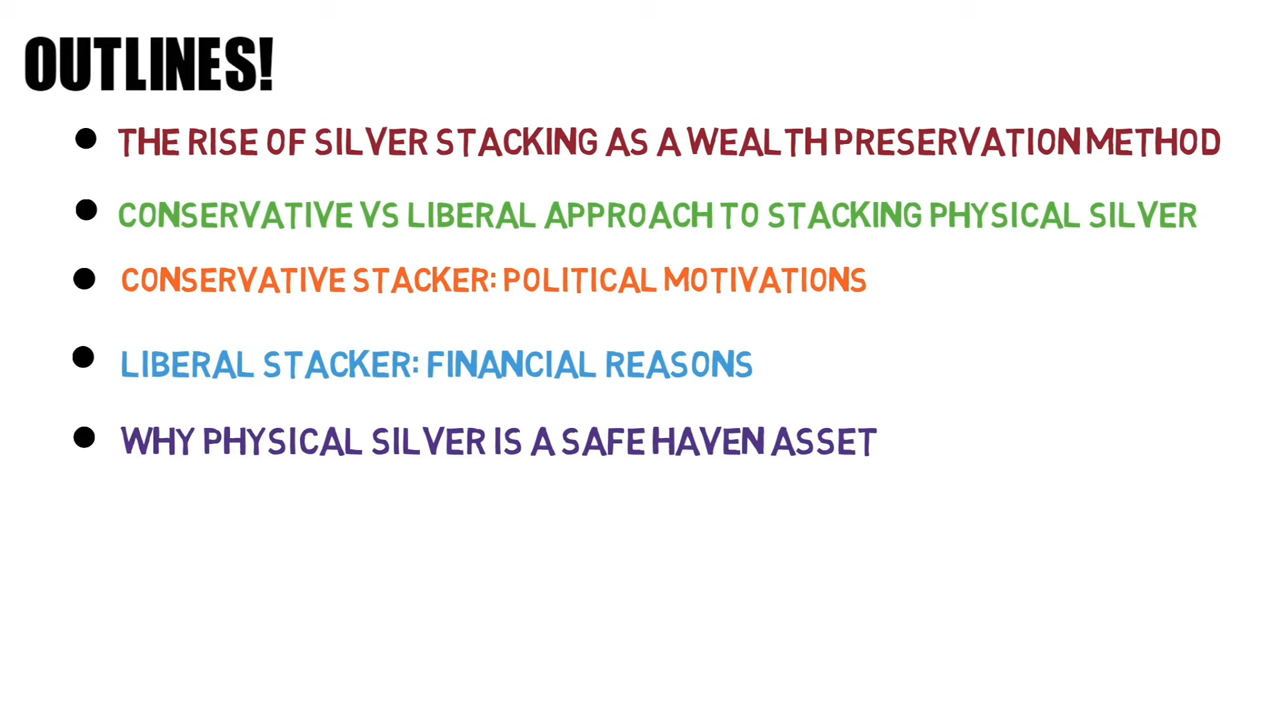 OUTLINES!
THE RISE OF SILVER STACKING AS A WEALTH PRESERVATION METHOD
CONSERVATIVE VS LIBERAL APPROACH TO STACKING PHYSICAL SILVER
CONSERVATIVE STACKER: POLITICAL MOTIVATIONS
LIBERAL STACKER: FINANCIAL REASONS
WHY PHYSICAL SILVER IS A SAFE HAVEN ASSET